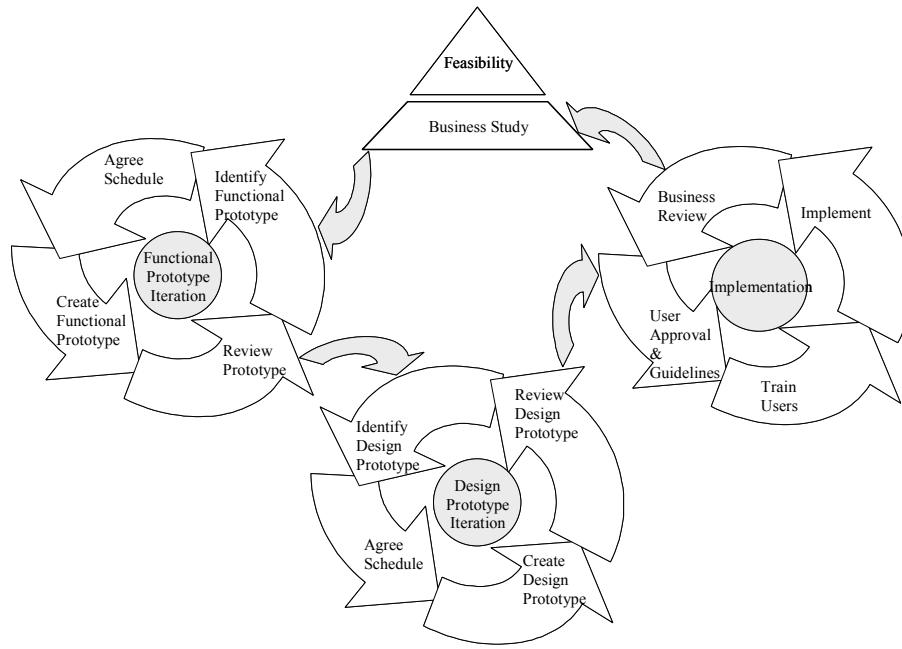 Feasibility
Business Study
Agree
Schedule
Identify
Functional
Prototype
Functional
Prototype
Iteration
Create
Functional
Prototype
Review
Prototype
Identify
Design
Prototype
Review
Design
Prototype
Design
Prototype
Iteration
Agree
Schedule
Create
Design
Prototype
Business
Review
Implement
Implementation
User
Approval
&
Guidelines
Train
Users